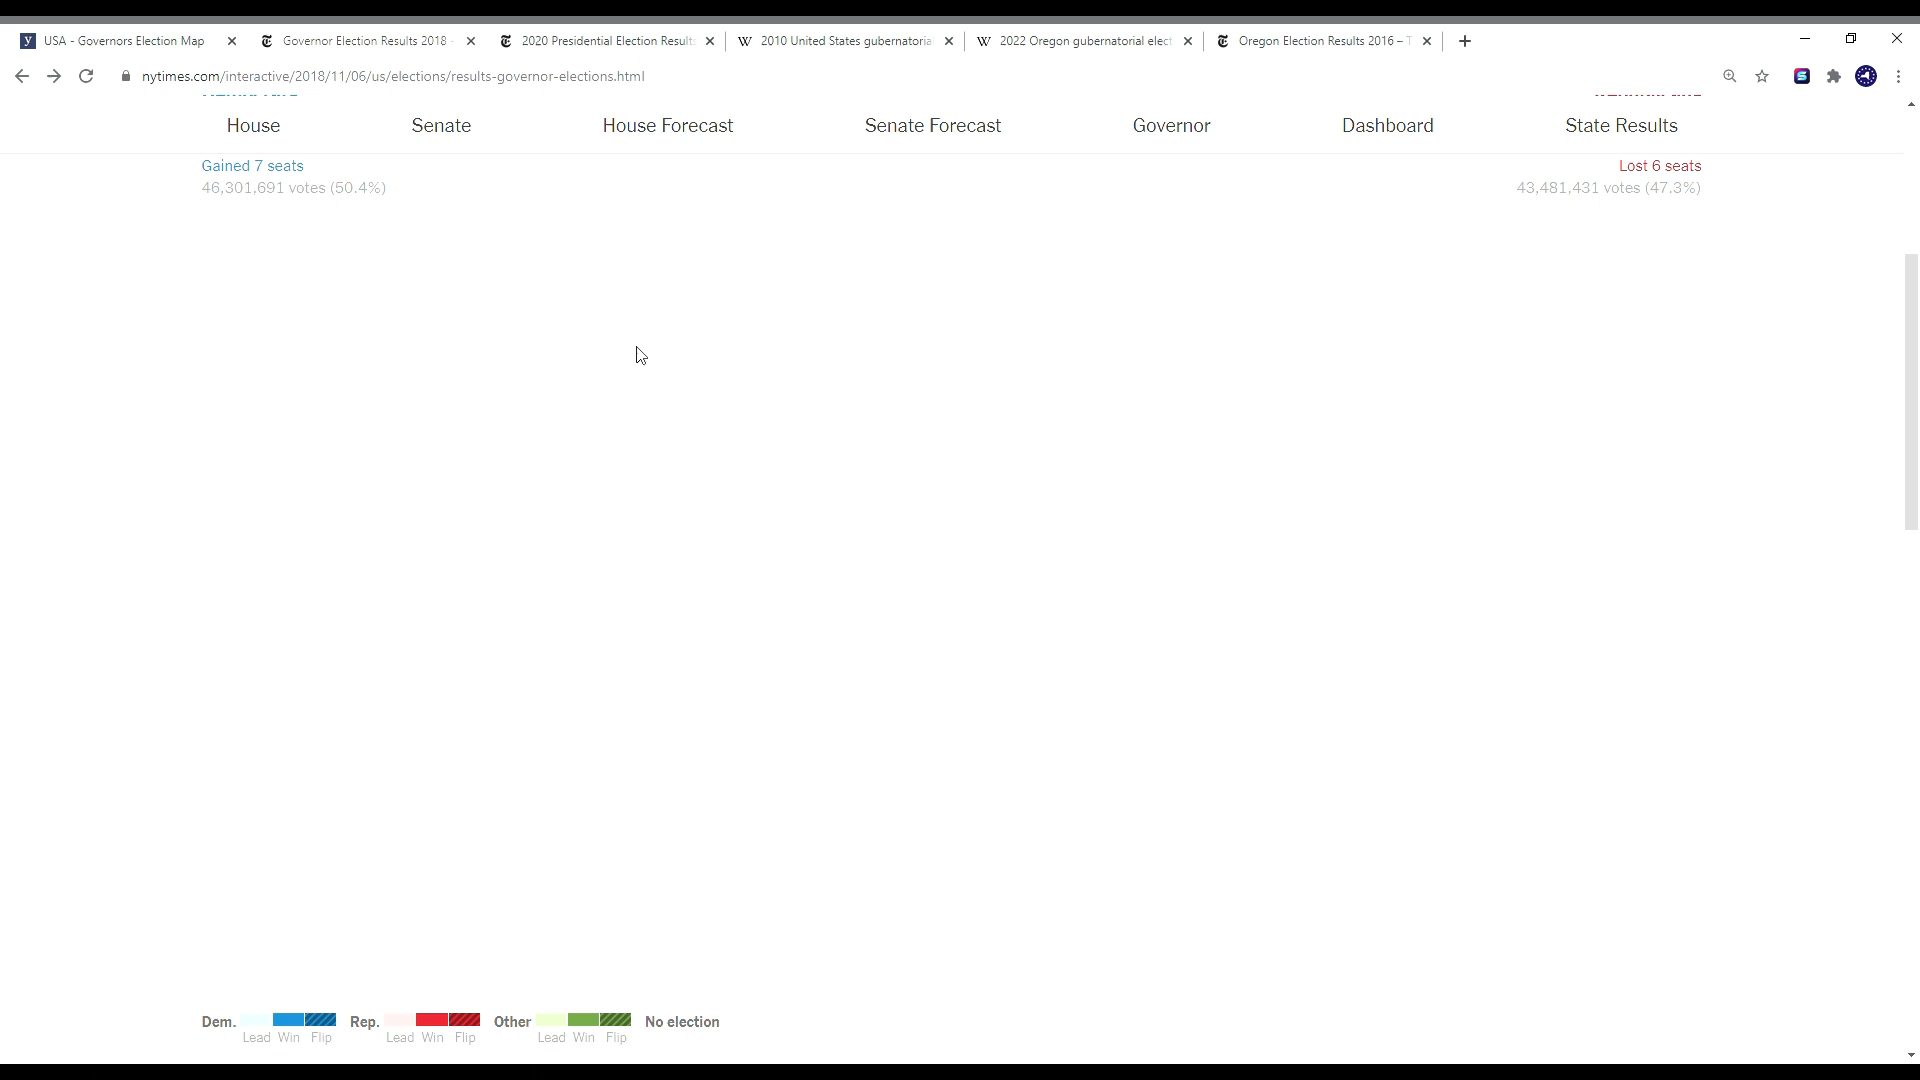 USA - Governors Election Map
Governor Election Results 2018 -
2020 Presidential Election Results
2010 United States gubernatorial
2022 Oregon gubernatorial elect
Oregon Election Results 2016 – T
nytimes.com/interactive/2018/11/06/us/elections/results-governor-elections.html
House Senate House Forecast Senate Forecast Governor Dashboard State Results
Gained 7 seats Lost 6 seats
46,301,691 votes (50.4%) 43,481,431 votes (47.3%)
Dem. Rep. Other No election
Lead Win Flip Lead Win Flip Lead Win Flip